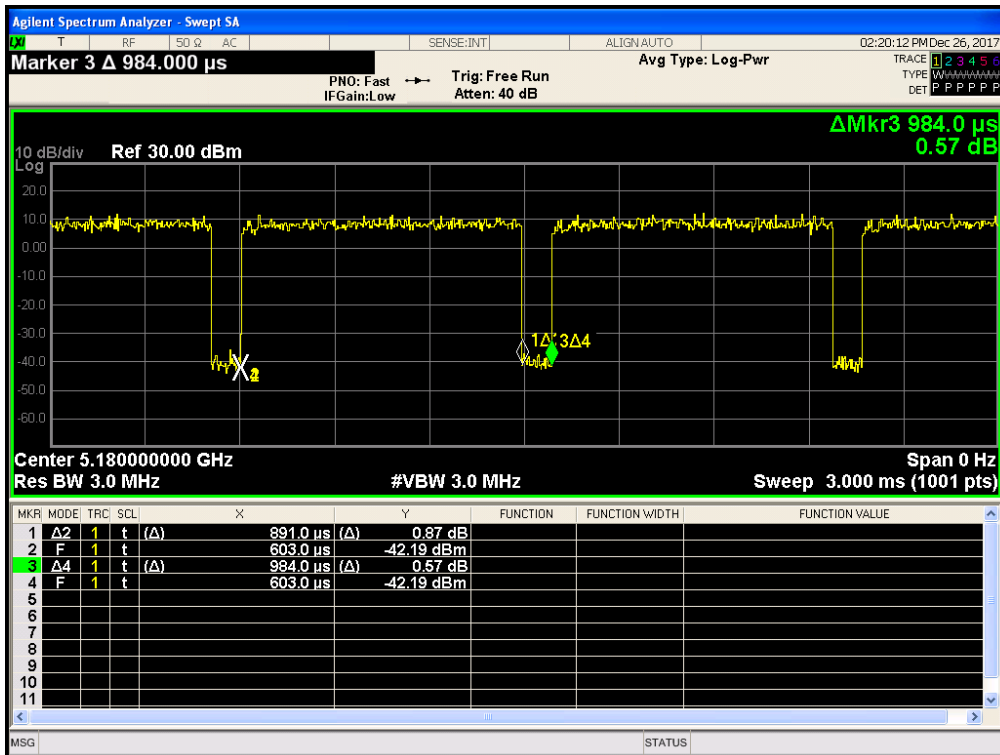 Agilent Spectrum Analyzer - Swept SA
LXI T RF 50 Ω AC SENSE:INT ALIGN AUTO 02:20:12 PM Dec 26, 2017
Marker 3 Δ 984.000 µs Avg Type: Log-Pwr TRACE 1 2 3 4 5 6
PNO: Fast Trig: Free Run TYPE
IFGain:Low Atten: 40 dB DET P P P P P P
ΔMkr3 984.0 µs
10 dB/div Ref 30.00 dBm 0.57 dB
Log
20.0
10.0
0.00
-10.0
-20.0
-30.0
1Δ 3Δ4
-40.0
-50.0
-60.0
Center 5.180000000 GHz Span 0 Hz
Res BW 3.0 MHz #VBW 3.0 MHz Sweep 3.000 ms (1001 pts)
MKR MODE TRC SCL X Y FUNCTION FUNCTION WIDTH FUNCTION VALUE
1 Δ2 1 t (Δ) 891.0 µs (Δ) 0.87 dB
2 F 1 t 603.0 µs -42.19 dBm
3 Δ4 1 t (Δ) 984.0 µs (Δ) 0.57 dB
4 F 1 t 603.0 µs -42.19 dBm
5
6
7
8
9
10
11
MSG STATUS